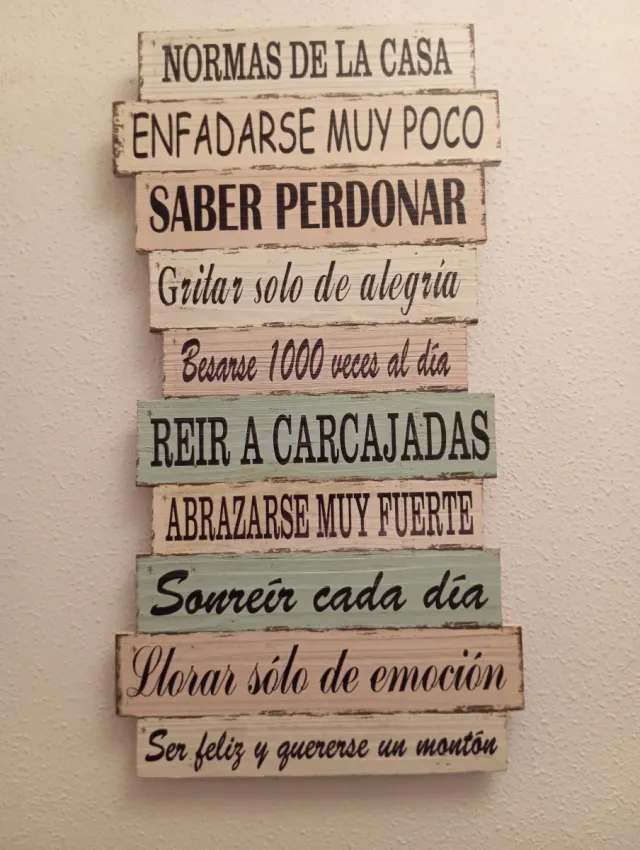 NORMAS DE LA CASA
ENFADARSE MUY POCO
SABER PERDONAR
Gritar solo de alegría
Besarse 1000 veces al día
REIR A CARCAJADAS
ABRAZARSE MUY FUERTE
Sonreír cada día
Llorar sólo de emoción
Ser feliz y quererse un montón